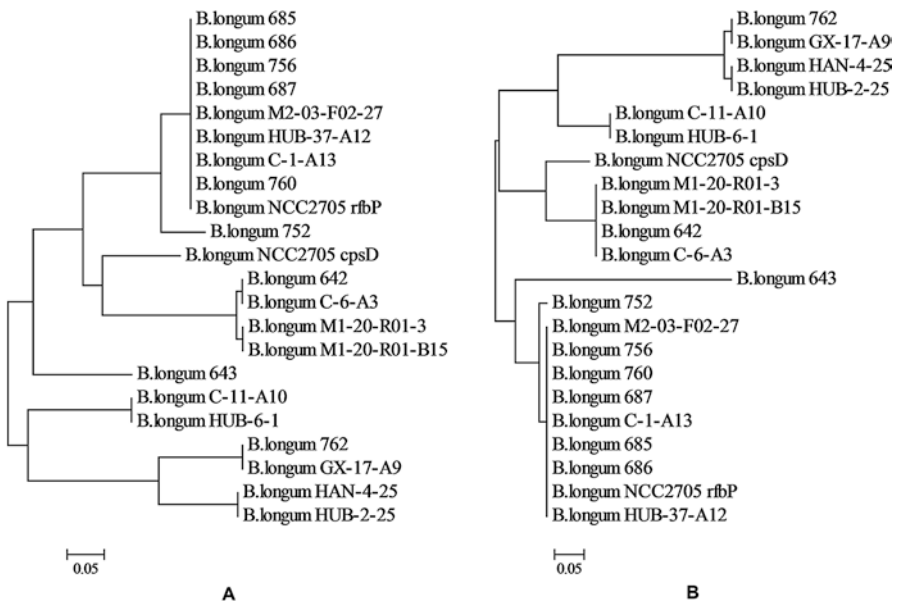 B.longum 685
B.longum 686
B.longum 756
B.longum 687
B.longum M2-03-F02-27
B.longum HUB-37-A12
B.longum C-1-A13
B.longum 760
B.longum NCC2705 rfbP
B.longum 752
B.longum NCC2705 cpsD
B.longum 642
B.longum C-6-A3
B.longum M1-20-R01-3
B.longum M1-20-R01-B15
B.longum 643
B.longum C-11-A10
B.longum HUB-6-1
B.longum 762
B.longum GX-17-A9
B.longum HAN-4-25
B.longum HUB-2-25
0.05
A
B.longum 762
B.longum GX-17-A9
B.longum HAN-4-25
B.longum HUB-2-25
B.longum C-11-A10
B.longum HUB-6-1
B.longum NCC2705 cpsD
B.longum M1-20-R01-3
B.longum M1-20-R01-B15
B.longum 642
B.longum C-6-A3
B.longum 643
B.longum 752
B.longum M2-03-F02-27
B.longum 756
B.longum 760
B.longum 687
B.longum C-1-A13
B.longum 685
B.longum 686
B.longum NCC2705 rfbP
B.longum HUB-37-A12
0.05
B